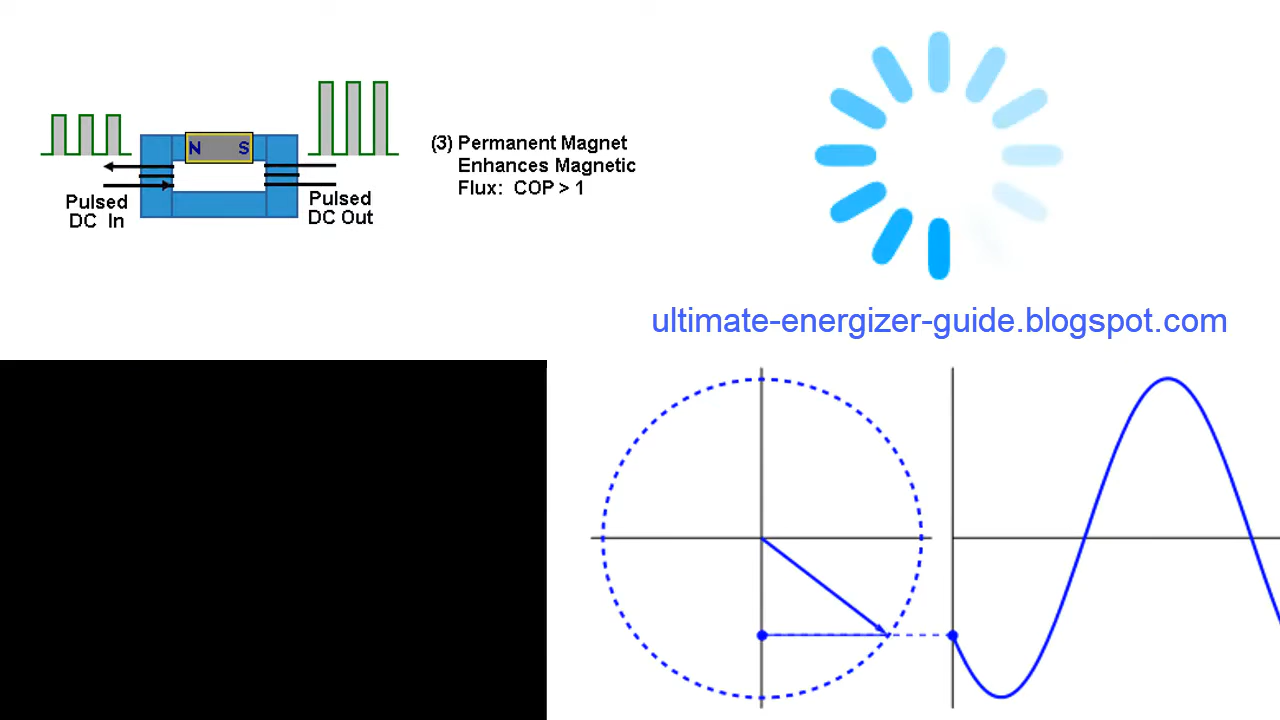 N S
(3) Permanent Magnet
Enhances Magnetic
Flux: COP > 1
Pulsed
DC In
Pulsed
DC Out
ultimate-energizer-guide.blogspot.com